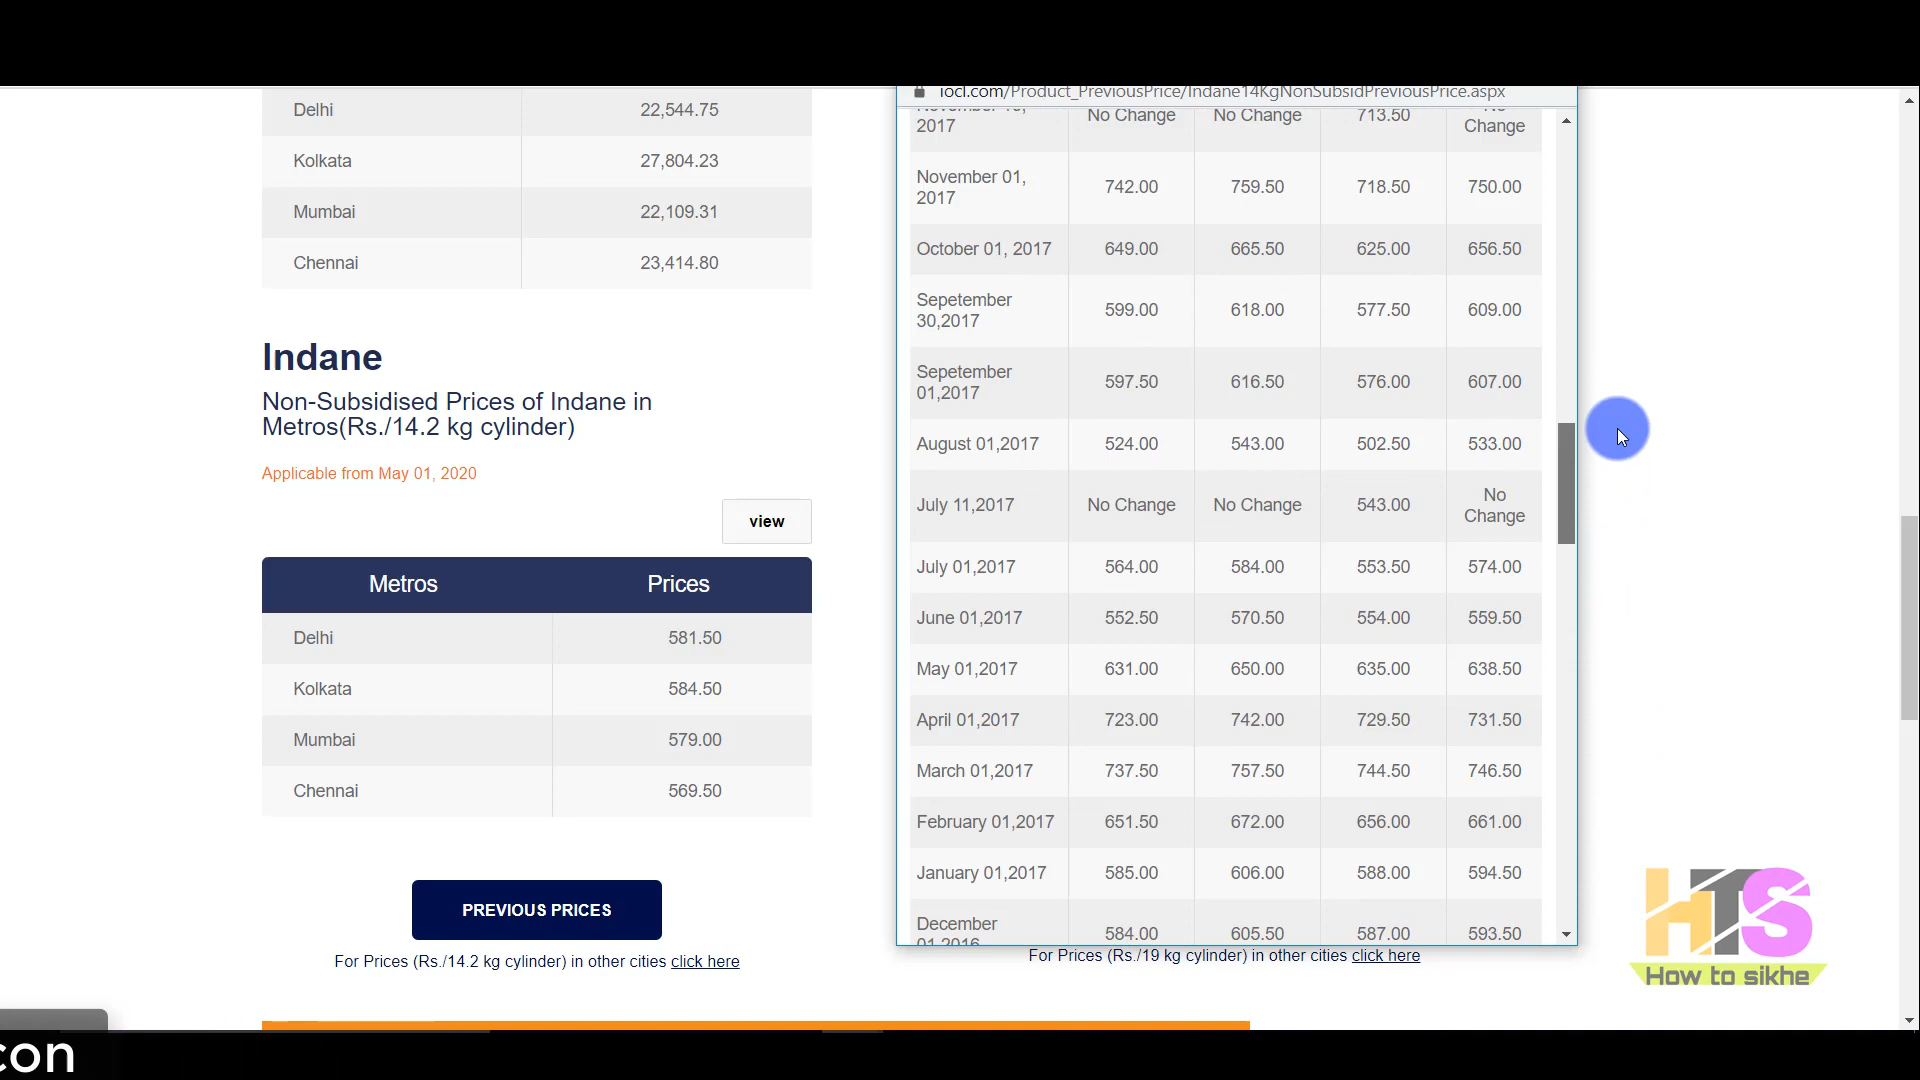 Delhi 22,544.75
Kolkata 27,804.23
Mumbai 22,109.31
Chennai 23,414.80
Indane
Non-Subsidised Prices of Indane in
Metros(Rs./14.2 kg cylinder)
Applicable from May 01, 2020
view
Metros Prices
Delhi 581.50
Kolkata 584.50
Mumbai 579.00
Chennai 569.50
PREVIOUS PRICES
For Prices (Rs./14.2 kg cylinder) in other cities click here
iocl.com/Product_PreviousPrice/Indane14KgNonSubsidPreviousPrice.aspx
2017 No Change No Change 713.50 No
Change
November 01,
2017 742.00 759.50 718.50 750.00
October 01, 2017 649.00 665.50 625.00 656.50
Sepetember
30,2017 599.00 618.00 577.50 609.00
Sepetember
01,2017 597.50 616.50 576.00 607.00
August 01,2017 524.00 543.00 502.50 533.00
July 11,2017 No Change No Change 543.00 No
Change
July 01,2017 564.00 584.00 553.50 574.00
June 01,2017 552.50 570.50 554.00 559.50
May 01,2017 631.00 650.00 635.00 638.50
April 01,2017 723.00 742.00 729.50 731.50
March 01,2017 737.50 757.50 744.50 746.50
February 01,2017 651.50 672.00 656.00 661.00
January 01,2017 585.00 606.00 588.00 594.50
December
01,2016 584.00 605.50 587.00 593.50
For Prices (Rs./19 kg cylinder) in other cities click here
HTS
How to sikhe
con